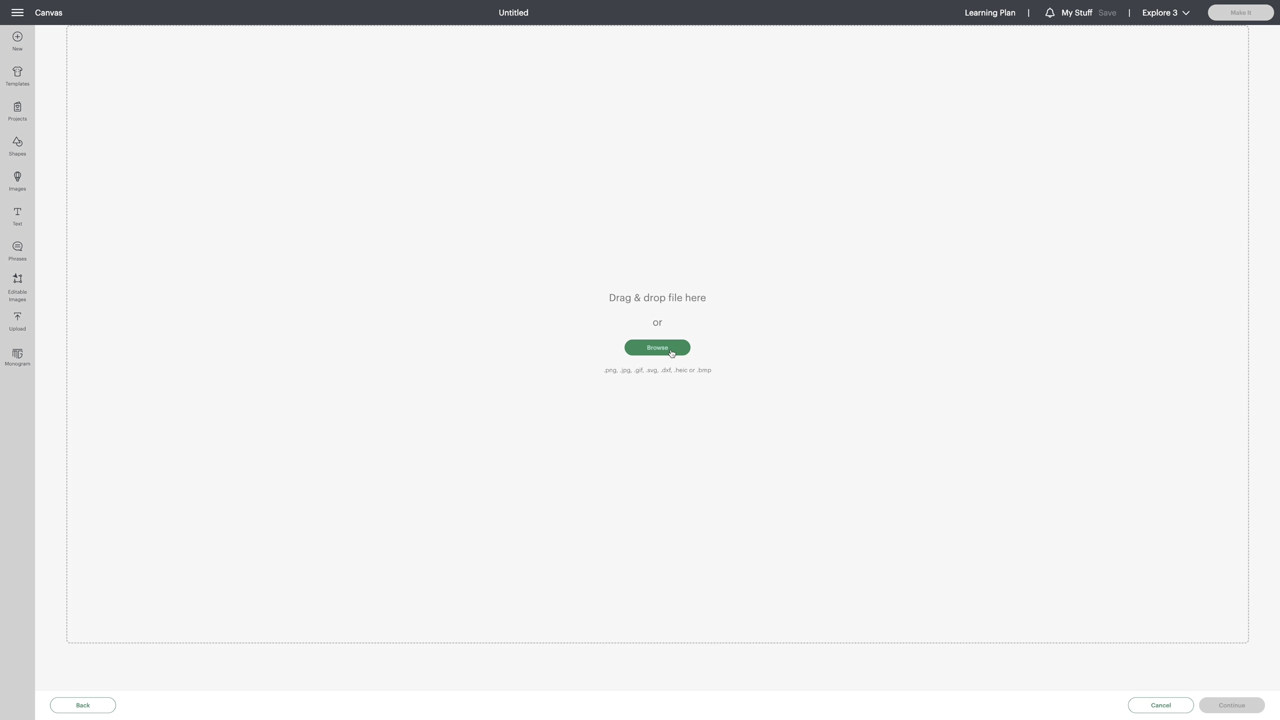 Canvas
Untitled
Learning Plan | My Stuff Save | Explore 3
Make It
New
Templates
Projects
Shapes
Images
Text
Phrases
Editable
Images
Upload
Monogram
Drag & drop file here
or
Browse
.png, .jpg, .gif, .svg, .dxf, .heic or .bmp
Back
Cancel
Continue